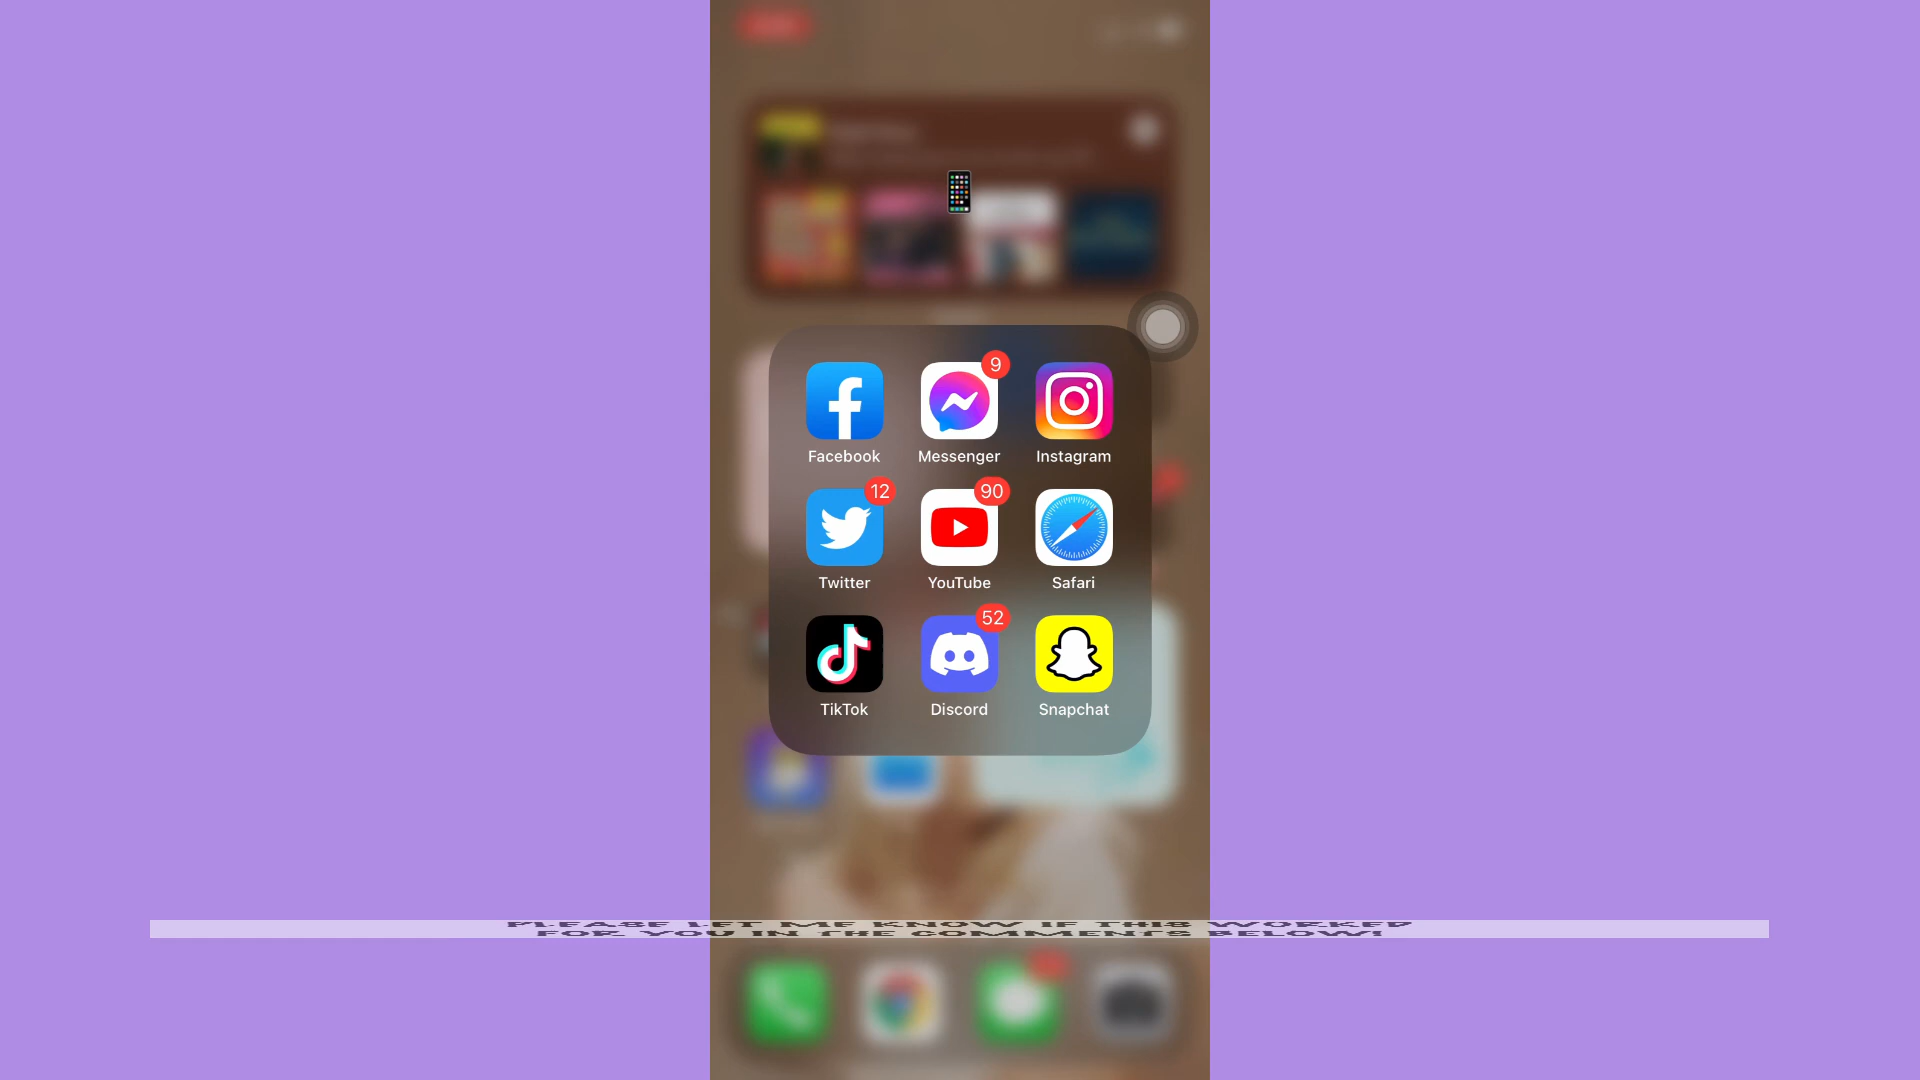 9
Facebook Messenger Instagram
12 90
Twitter YouTube Safari
52
TikTok Discord Snapchat
PLEASE LET ME KNOW IF THIS WORKED
FOR YOU IN THE COMMENTS BELOW!